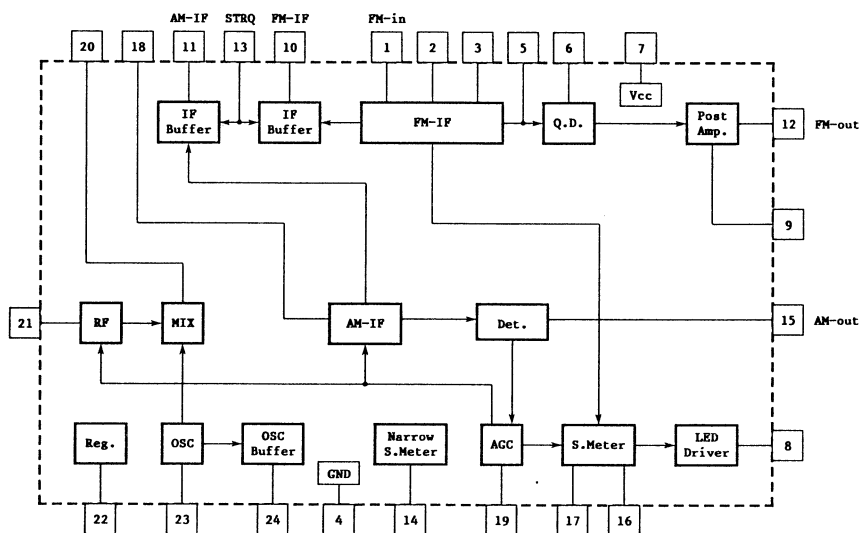 AM-IF STRQ FM-IF FM-in
20 18 11 13 10 1 2 3 5 6 7
Vcc
IF Buffer
IF Buffer
FM-IF
Q.D.
Post Amp.
12 FM-out
9
21
RF
MIX
AM-IF
Det.
15 AM-out
Reg.
OSC
OSC Buffer
Narrow S.Meter
AGC
S.Meter
LED Driver
8
GND
22 23 24 4 14 19 17 16